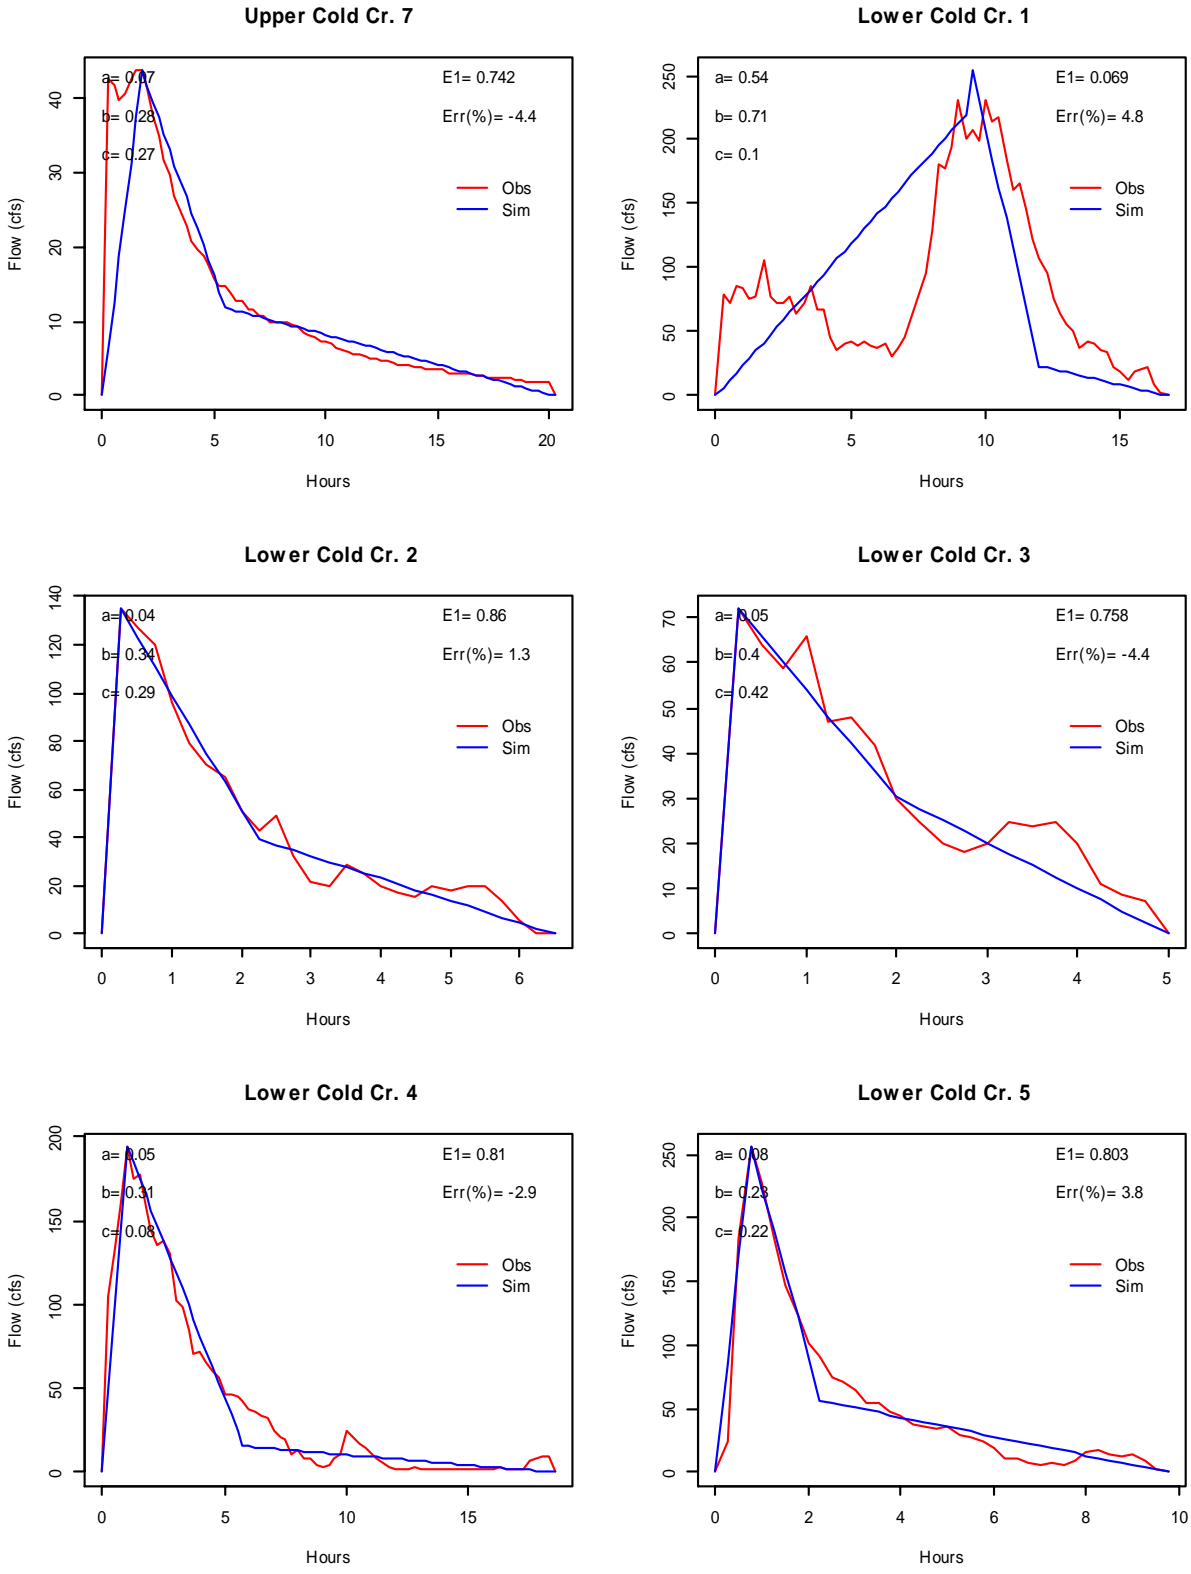 Upper Cold Cr. 7
a= 0.07
E1= 0.742
b= 0.28
Err(%)= -4.4
c= 0.27
Obs
Sim
Flow (cfs)
0 10 20 30 40
0 5 10 15 20
Hours
Lower Cold Cr. 1
a= 0.54
E1= 0.069
b= 0.71
Err(%)= 4.8
c= 0.1
Obs
Sim
Flow (cfs)
0 50 100 150 200 250
0 5 10 15
Hours
Lower Cold Cr. 2
a= 0.04
E1= 0.86
b= 0.34
Err(%)= 1.3
c= 0.29
Obs
Sim
Flow (cfs)
0 20 40 60 80 100 120 140
0 1 2 3 4 5 6
Hours
Lower Cold Cr. 3
a= 0.05
E1= 0.758
b= 0.4
Err(%)= -4.4
c= 0.42
Obs
Sim
Flow (cfs)
0 10 20 30 40 50 60 70
0 1 2 3 4 5
Hours
Lower Cold Cr. 4
a= 0.05
E1= 0.81
b= 0.31
Err(%)= -2.9
c= 0.08
Obs
Sim
Flow (cfs)
0 50 100 150 200
0 5 10 15
Hours
Lower Cold Cr. 5
a= 0.08
E1= 0.803
b= 0.23
Err(%)= 3.8
c= 0.22
Obs
Sim
Flow (cfs)
0 50 100 150 200 250
0 2 4 6 8 10
Hours